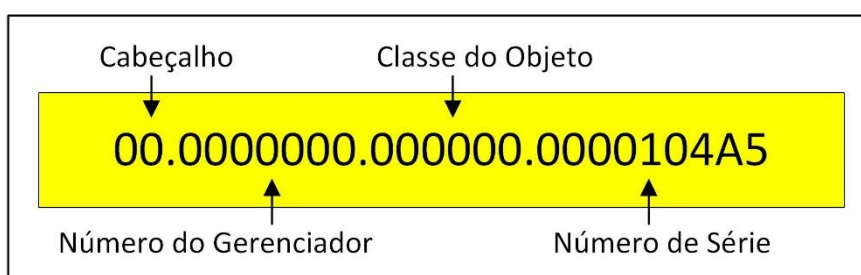 Cabeçalho Classe do Objeto
00.0000000.000000.0000104A5
Número do Gerenciador Número de Série